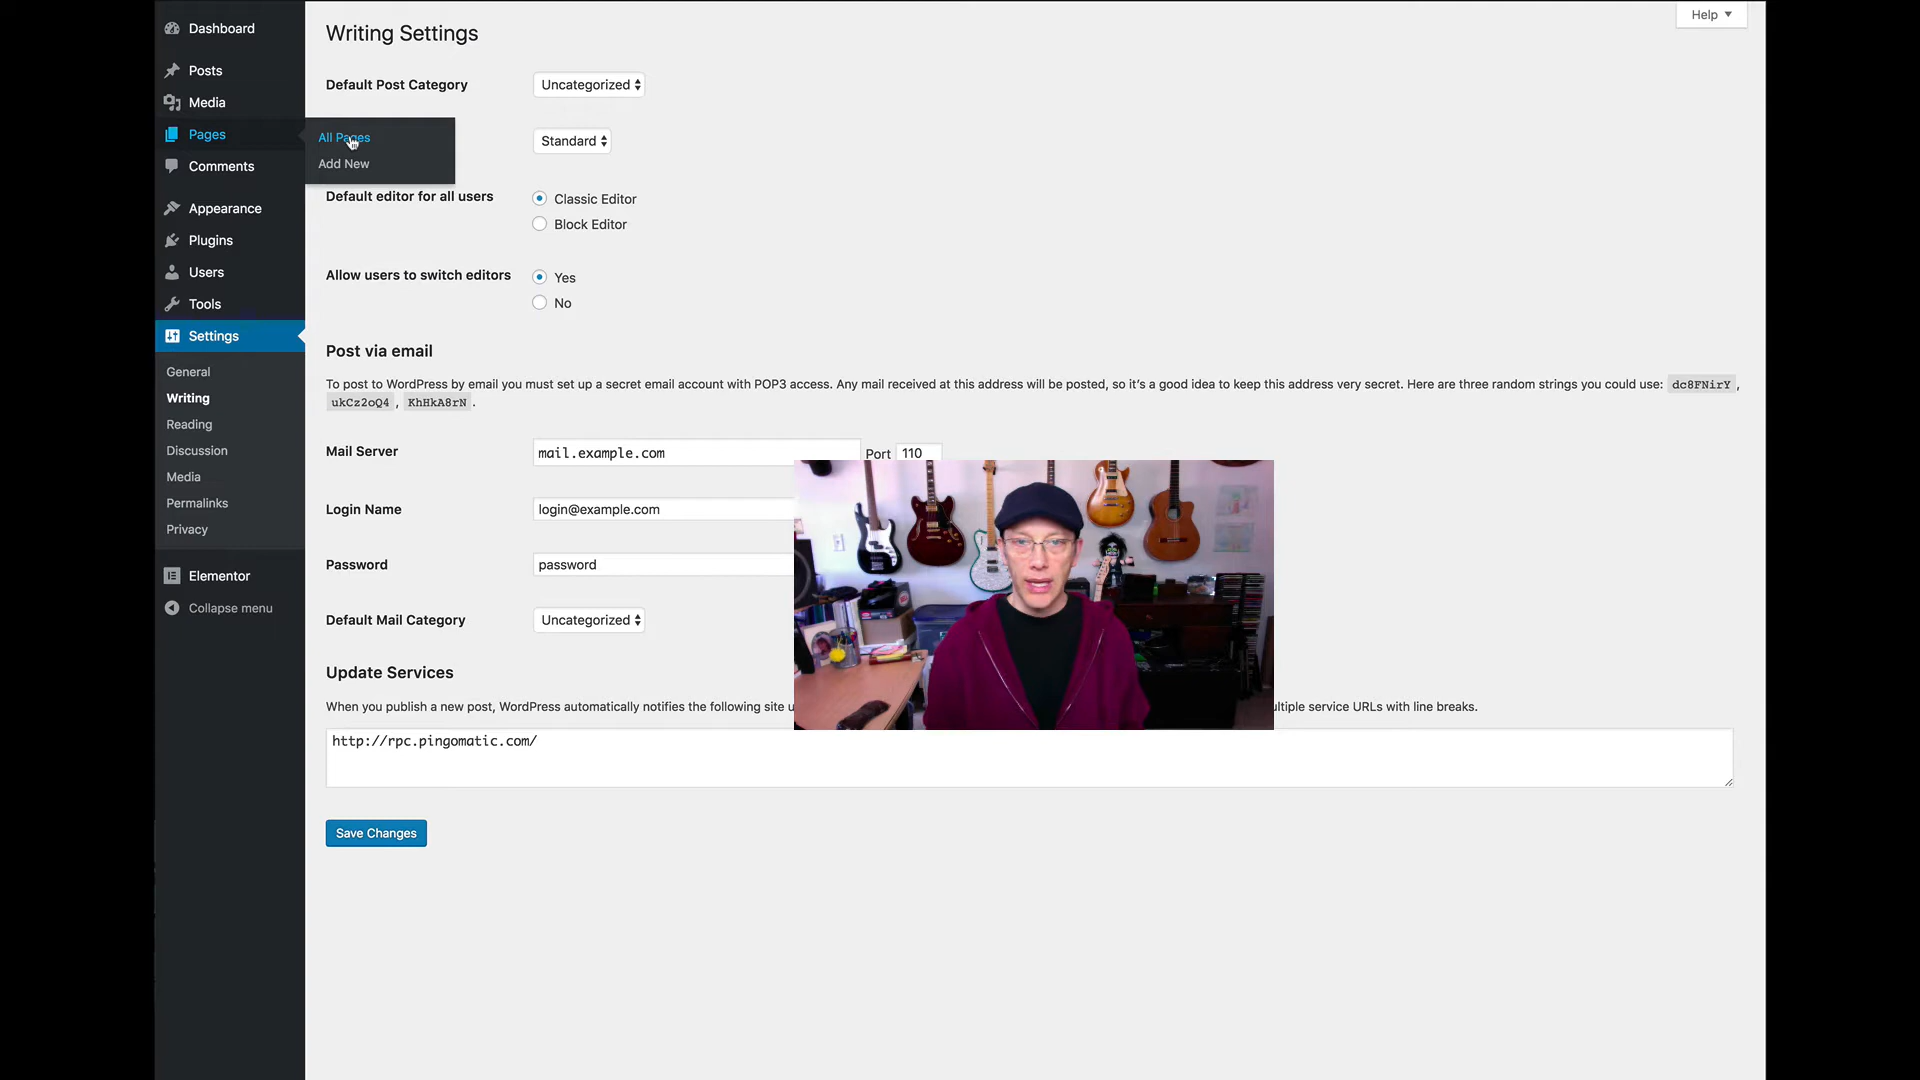 Dashboard
Posts
Media
Pages
All Pages
Add New
Comments
Appearance
Plugins
Users
Tools
Settings
General
Writing
Reading
Discussion
Media
Permalinks
Privacy
Elementor
Collapse menu
Help
Writing Settings
Default Post Category Uncategorized
Standard
Default editor for all users Classic Editor
Block Editor
Allow users to switch editors Yes
No
Post via email
To post to WordPress by email you must set up a secret email account with POP3 access. Any mail received at this address will be posted, so it’s a good idea to keep this address very secret. Here are three random strings you could use: dc8FNirY ,
ukCz2oQ4 , KhHkA8rN .
Mail Server mail.example.com Port 110
Login Name login@example.com
Password password
Default Mail Category Uncategorized
Update Services
When you publish a new post, WordPress automatically notifies the following site service URLs with line breaks.
http://rpc.pingomatic.com/
Save Changes